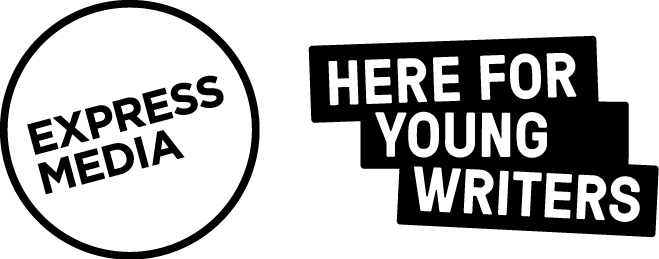 EXPRESS
MEDIA
HERE FOR
YOUNG
WRITERS